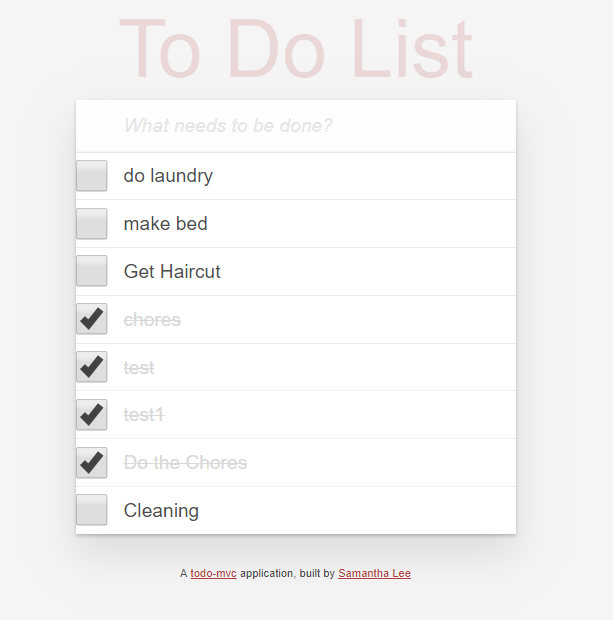 To Do List
What needs to be done?
do laundry
make bed
Get Haircut
chores
test
test1
Do the Chores
Cleaning
A todo-mvc application, built by Samantha Lee